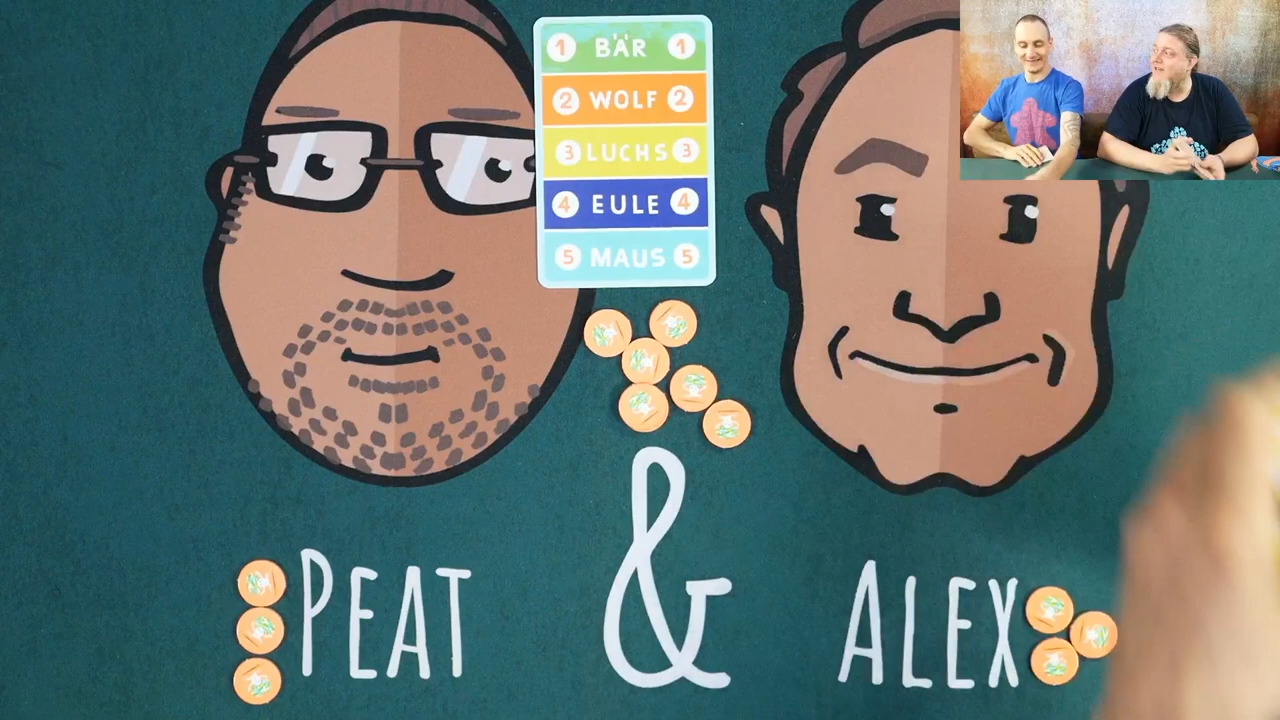 1 BÄR 1
2 WOLF 2
3 LUCHS 3
4 EULE 4
5 MAUS 5
PEAT & ALEX